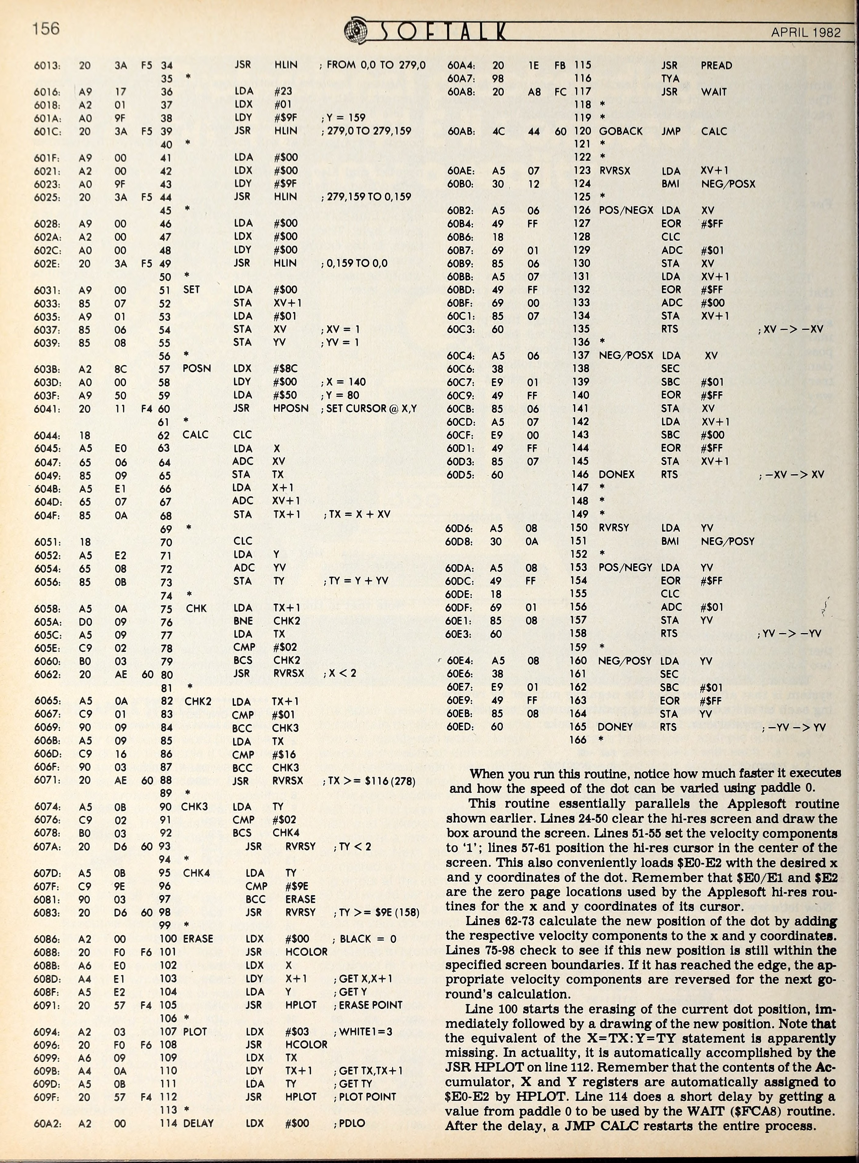 156
SOFTALK
APRIL 1982
6013: 20 3A F5 34 JSR HLIN ; FROM 0,0 TO 279,0
35 *
6016: A9 17 36 LDA #23
6018: A2 01 37 LDX #01
601A: A0 9F 38 LDY #$9F ; Y = 159
601C: 20 3A F5 39 JSR HLIN ; 279,0 TO 279,159
40 *
601F: A9 00 41 LDA #$00
6021: A2 00 42 LDX #$00
6023: A0 9F 43 LDY #$9F
6025: 20 3A F5 44 JSR HLIN ; 279,159 TO 0,159
45 *
6028: A9 00 46 LDA #$00
602A: A2 00 47 LDX #$00
602C: A0 00 48 LDY #$00
602E: 20 3A F5 49 JSR HLIN ; 0,159 TO 0,0
50 *
6031: A9 00 51 SET LDA #$00
6033: 85 07 52 STA XV+1
6035: A9 01 53 LDA #$01
6037: 85 06 54 STA XV ; XV = 1
6039: 85 08 55 STA YV ; YV = 1
56 *
603B: A2 8C 57 POSN LDX #$8C
603D: A0 00 58 LDY #$00 ; X = 140
603F: A9 50 59 LDA #$50 ; Y = 80
6041: 20 11 F4 60 JSR HPOSN ; SET CURSOR @ X,Y
61 *
6044: 18 62 CALC CLC
6045: A5 E0 63 LDA X
6047: 65 06 64 ADC XV
6049: 85 09 65 STA TX
604B: A5 E1 66 LDA X+1
604D: 65 07 67 ADC XV+1
604F: 85 0A 68 STA TX+1 ; TX = X + XV
69 *
6051: 18 70 CLC
6052: A5 E2 71 LDA Y
6054: 65 08 72 ADC YV
6056: 85 0B 73 STA TY ; TY = Y + YV
74 *
6058: A5 0A 75 CHK LDA TX+1
605A: D0 09 76 BNE CHK2
605C: A5 09 77 LDA TX
605E: C9 02 78 CMP #$02
6060: B0 03 79 BCS CHK2
6062: 20 AE 60 80 JSR RVRSX ; X < 2
81 *
6065: A5 0A 82 CHK2 LDA TX+1
6067: C9 01 83 CMP #$01
6069: 90 09 84 BCC CHK3
606B: A5 09 85 LDA TX
606D: C9 16 86 CMP #$16
606F: 90 03 87 BCC CHK3
6071: 20 AE 60 88 JSR RVRSX ; TX >= $116 (278)
89 *
6074: A5 0B 90 CHK3 LDA TY
6076: C9 02 91 CMP #$02
6078: B0 03 92 BCS CHK4
607A: 20 D6 60 93 JSR RVRSY ; TY < 2
94 *
607D: A5 0B 95 CHK4 LDA TY
607F: C9 9E 96 CMP #$9E
6081: 90 03 97 BCC ERASE
6083: 20 D6 60 98 JSR RVRSY ; TY >= $9E (158)
99 *
6086: A2 00 100 ERASE LDX #$00 ; BLACK = 0
6088: 20 F0 F6 101 JSR HCOLOR
608B: A6 E0 102 LDX X
608D: A4 E1 103 LDY X+1 ; GET X,X+1
608F: A5 E2 104 LDA Y ; GET Y
6091: 20 57 F4 105 JSR HPLOT ; ERASE POINT
106 *
6094: A2 03 107 PLOT LDX #$03 ; WHITE1=3
6096: 20 F0 F6 108 JSR HCOLOR
6099: A6 09 109 LDX TX
609B: A4 0A 110 LDY TX+1 ; GET TX,TX+1
609D: A5 0B 111 LDA TY ; GET TY
609F: 20 57 F4 112 JSR HPLOT ; PLOT POINT
113 *
60A2: A2 00 114 DELAY LDX #$00 ; PDLO
60A4: 20 1E FB 115 JSR PREAD
60A7: 98 116 TYA
60A8: 20 A8 FC 117 JSR WAIT
118 *
119 *
60AB: 4C 44 60 120 GOBACK JMP CALC
121 *
122 *
60AE: A5 07 123 RVRSX LDA XV+1
60B0: 30 12 124 BMI NEG/POSX
125 *
60B2: A5 06 126 POS/NEGX LDA XV
60B4: 49 FF 127 EOR #$FF
60B6: 18 128 CLC
60B7: 69 01 129 ADC #$01
60B9: 85 06 130 STA XV
60BB: A5 07 131 LDA XV+1
60BD: 49 FF 132 EOR #$FF
60BF: 69 00 133 ADC #$00
60C1: 85 07 134 STA XV+1
60C3: 60 135 RTS ; XV -> -XV
136 *
60C4: A5 06 137 NEG/POSX LDA XV
60C6: 38 138 SEC
60C7: E9 01 139 SBC #$01
60C9: 49 FF 140 EOR #$FF
60CB: 85 06 141 STA XV
60CD: A5 07 142 LDA XV+1
60CF: E9 00 143 SBC #$00
60D1: 49 FF 144 EOR #$FF
60D3: 85 07 145 STA XV+1
60D5: 60 146 DONEX RTS ; -XV -> XV
147 *
148 *
149 *
60D6: A5 08 150 RVRSY LDA YV
60D8: 30 0A 151 BMI NEG/POSY
152 *
60DA: A5 08 153 POS/NEGY LDA YV
60DC: 49 FF 154 EOR #$FF
60DE: 18 155 CLC
60DF: 69 01 156 ADC #$01
60E1: 85 08 157 STA YV
60E3: 60 158 RTS ; YV -> -YV
159 *
60E4: A5 08 160 NEG/POSY LDA YV
60E6: 38 161 SEC
60E7: E9 01 162 SBC #$01
60E9: 49 FF 163 EOR #$FF
60EB: 85 08 164 STA YV
60ED: 60 165 DONEY RTS ; -YV -> YV
166 *
When you run this routine, notice how much faster it executes
and how the speed of the dot can be varied using paddle 0.
This routine essentially parallels the Applesoft routine
shown earlier. Lines 24-50 clear the hi-res screen and draw the
box around the screen. Lines 51-55 set the velocity components
to '1'; lines 57-61 position the hi-res cursor in the center of the
screen. This also conveniently loads $E0-E2 with the desired x
and y coordinates of the dot. Remember that $E0/E1 and $E2
are the zero page locations used by the Applesoft hi-res rou-
tines for the x and y coordinates of its cursor.
Lines 62-73 calculate the new position of the dot by adding
the respective velocity components to the x and y coordinates.
Lines 75-98 check to see if this new position is still within the
specified screen boundaries. If it has reached the edge, the ap-
propriate velocity components are reversed for the next go-
round's calculation.
Line 100 starts the erasing of the current dot position, im-
mediately followed by a drawing of the new position. Note that
the equivalent of the X=TX:Y=TY statement is apparently
missing. In actuality, it is automatically accomplished by the
JSR HPLOT on line 112. Remember that the contents of the Ac-
cumulator, X and Y registers are automatically assigned to
$E0-E2 by HPLOT. Line 114 does a short delay by getting a
value from paddle 0 to be used by the WAIT ($FCA8) routine.
After the delay, a JMP CALC restarts the entire process.